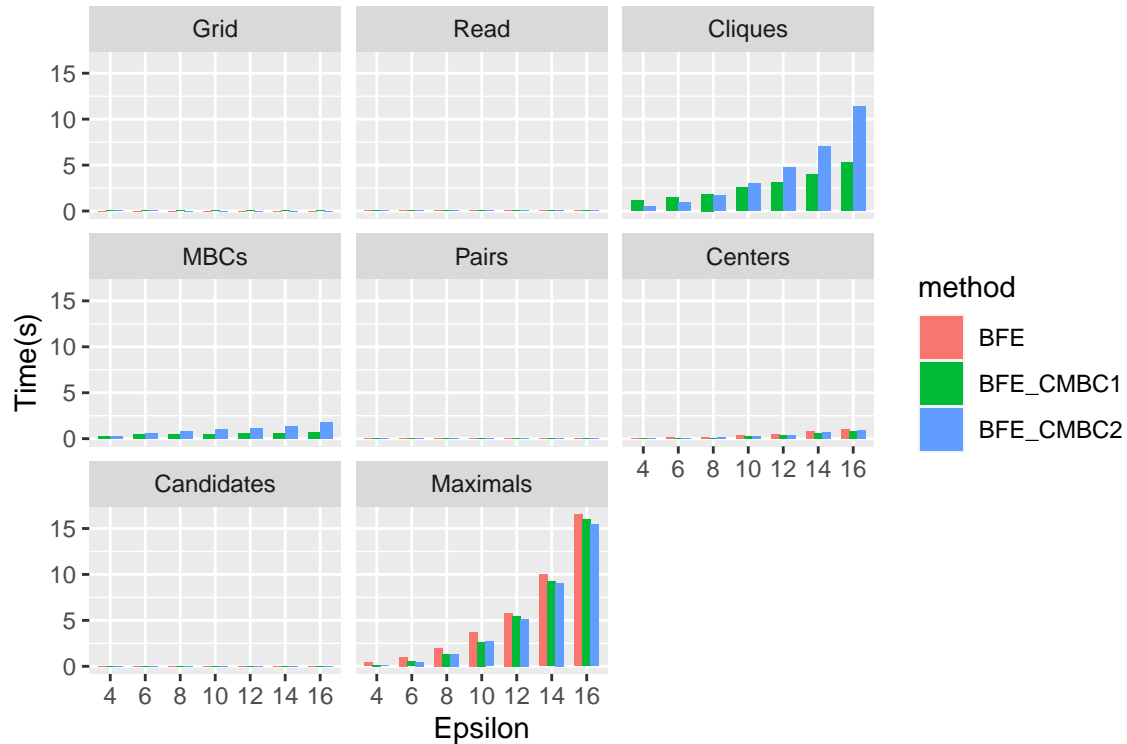 Grid Read Cliques
15
10
5
0
MBCs Pairs Centers
15
10
5
0
4 6 8 10 12 14 16
Candidates Maximals
15
10
5
0
4 6 8 10 12 14 16 4 6 8 10 12 14 16
Time(s)
Epsilon
method
BFE
BFE_CMBC1
BFE_CMBC2